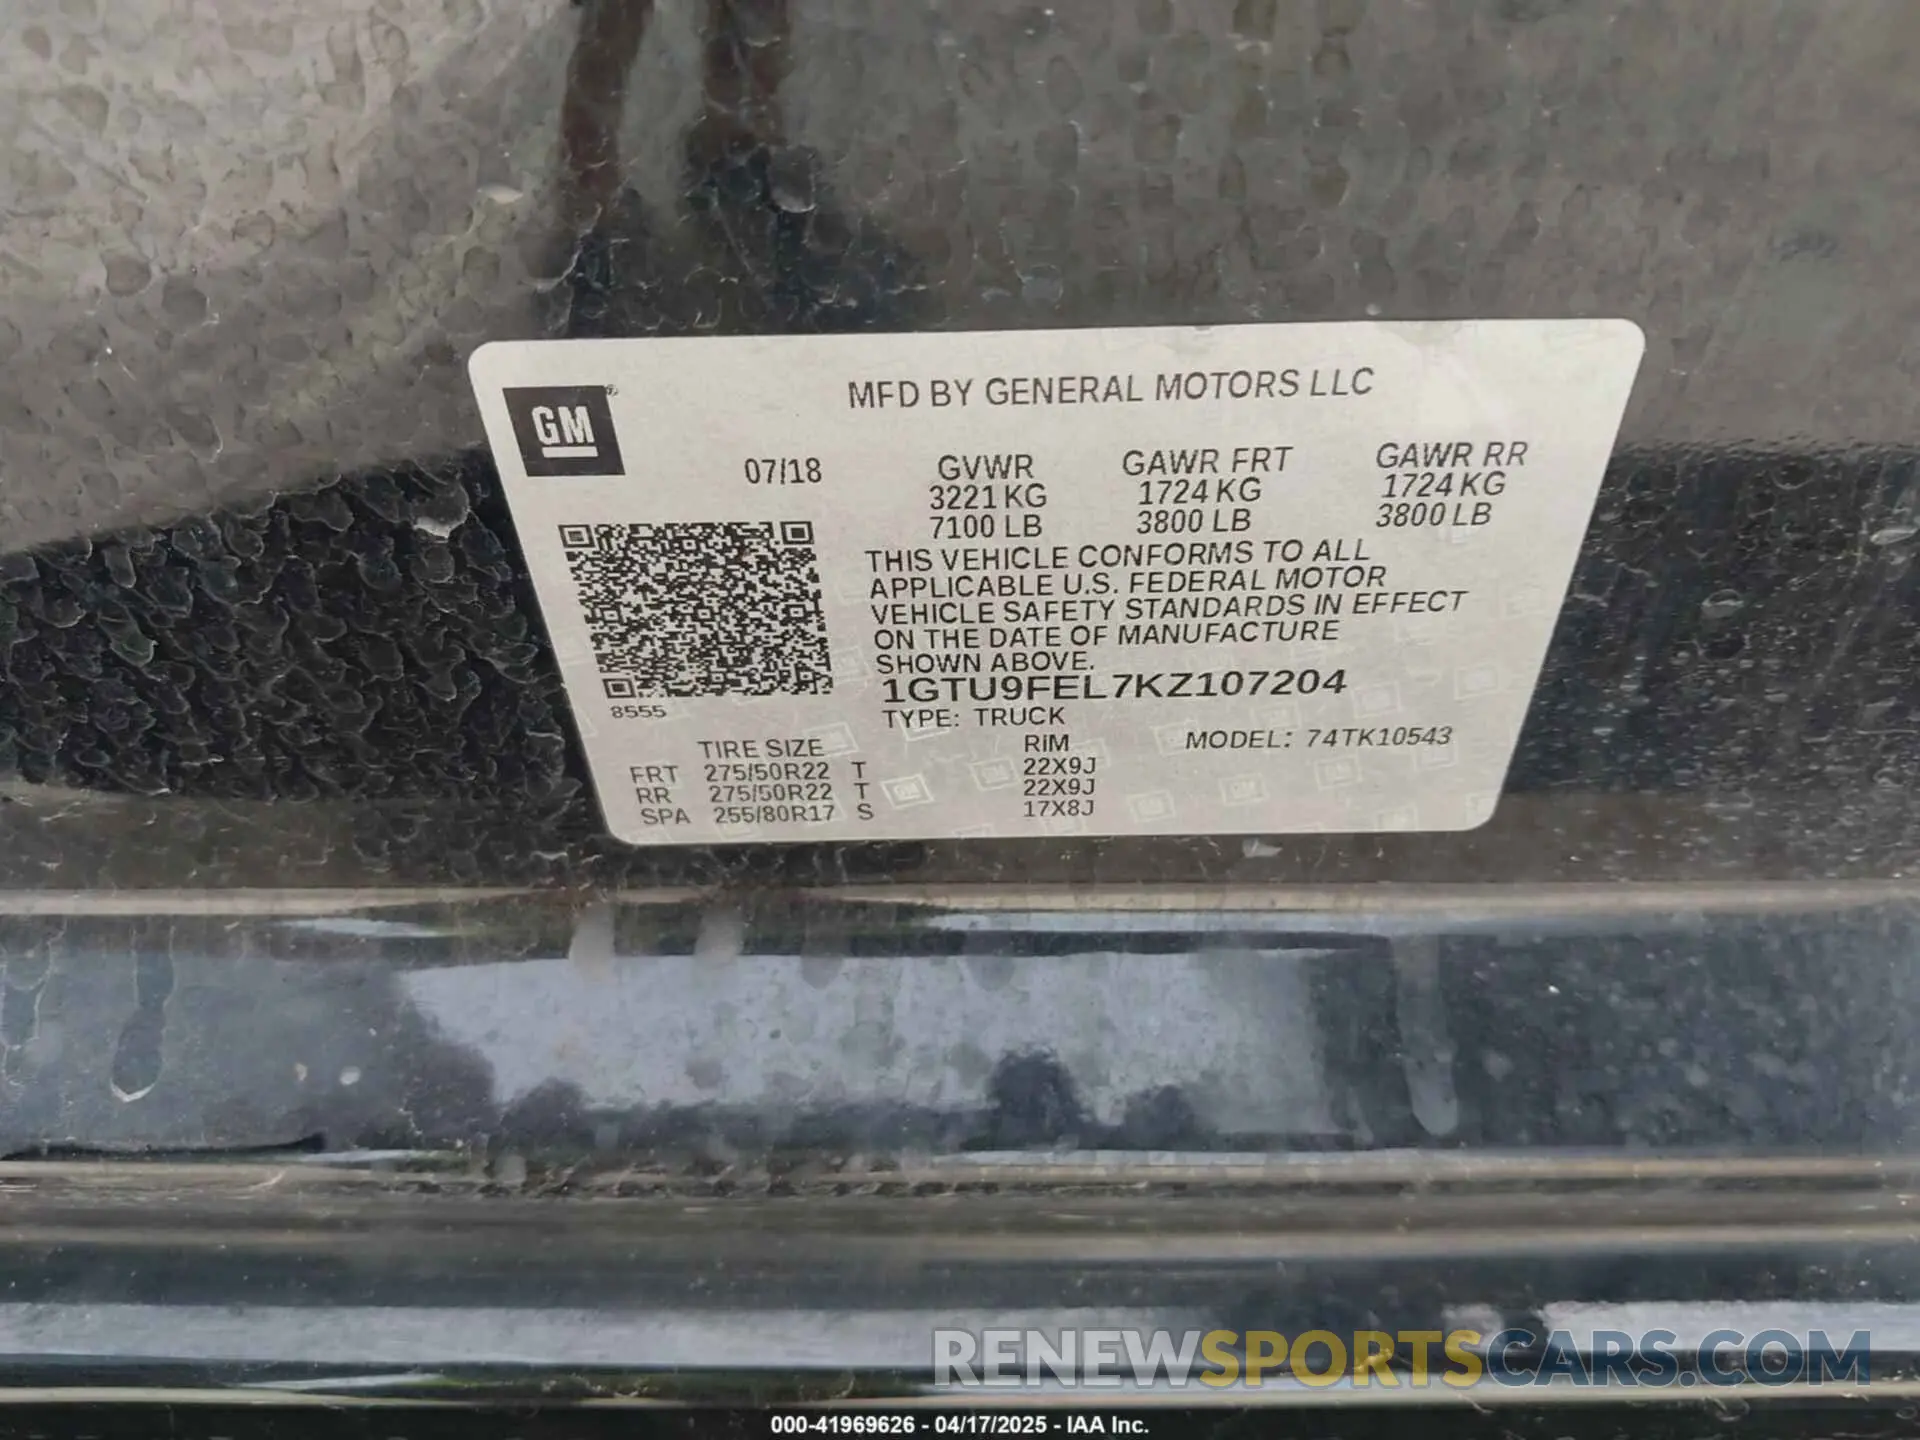 GM ®
MFD BY GENERAL MOTORS LLC
07/18 GVWR GAWR FRT GAWR RR
3221 KG 1724 KG 1724 KG
7100 LB 3800 LB 3800 LB
THIS VEHICLE CONFORMS TO ALL
APPLICABLE U.S. FEDERAL MOTOR
VEHICLE SAFETY STANDARDS IN EFFECT
ON THE DATE OF MANUFACTURE
SHOWN ABOVE.
1GTU9FEL7KZ107204
8555
TYPE: TRUCK
TIRE SIZE RIM MODEL: 74TK10543
FRT 275/50R22 T 22X9J
RR 275/50R22 T 22X9J
SPA 255/80R17 S 17X8J
RENEWSPORTSCARS.COM
000-41969626 - 04/17/2025 - IAA Inc.